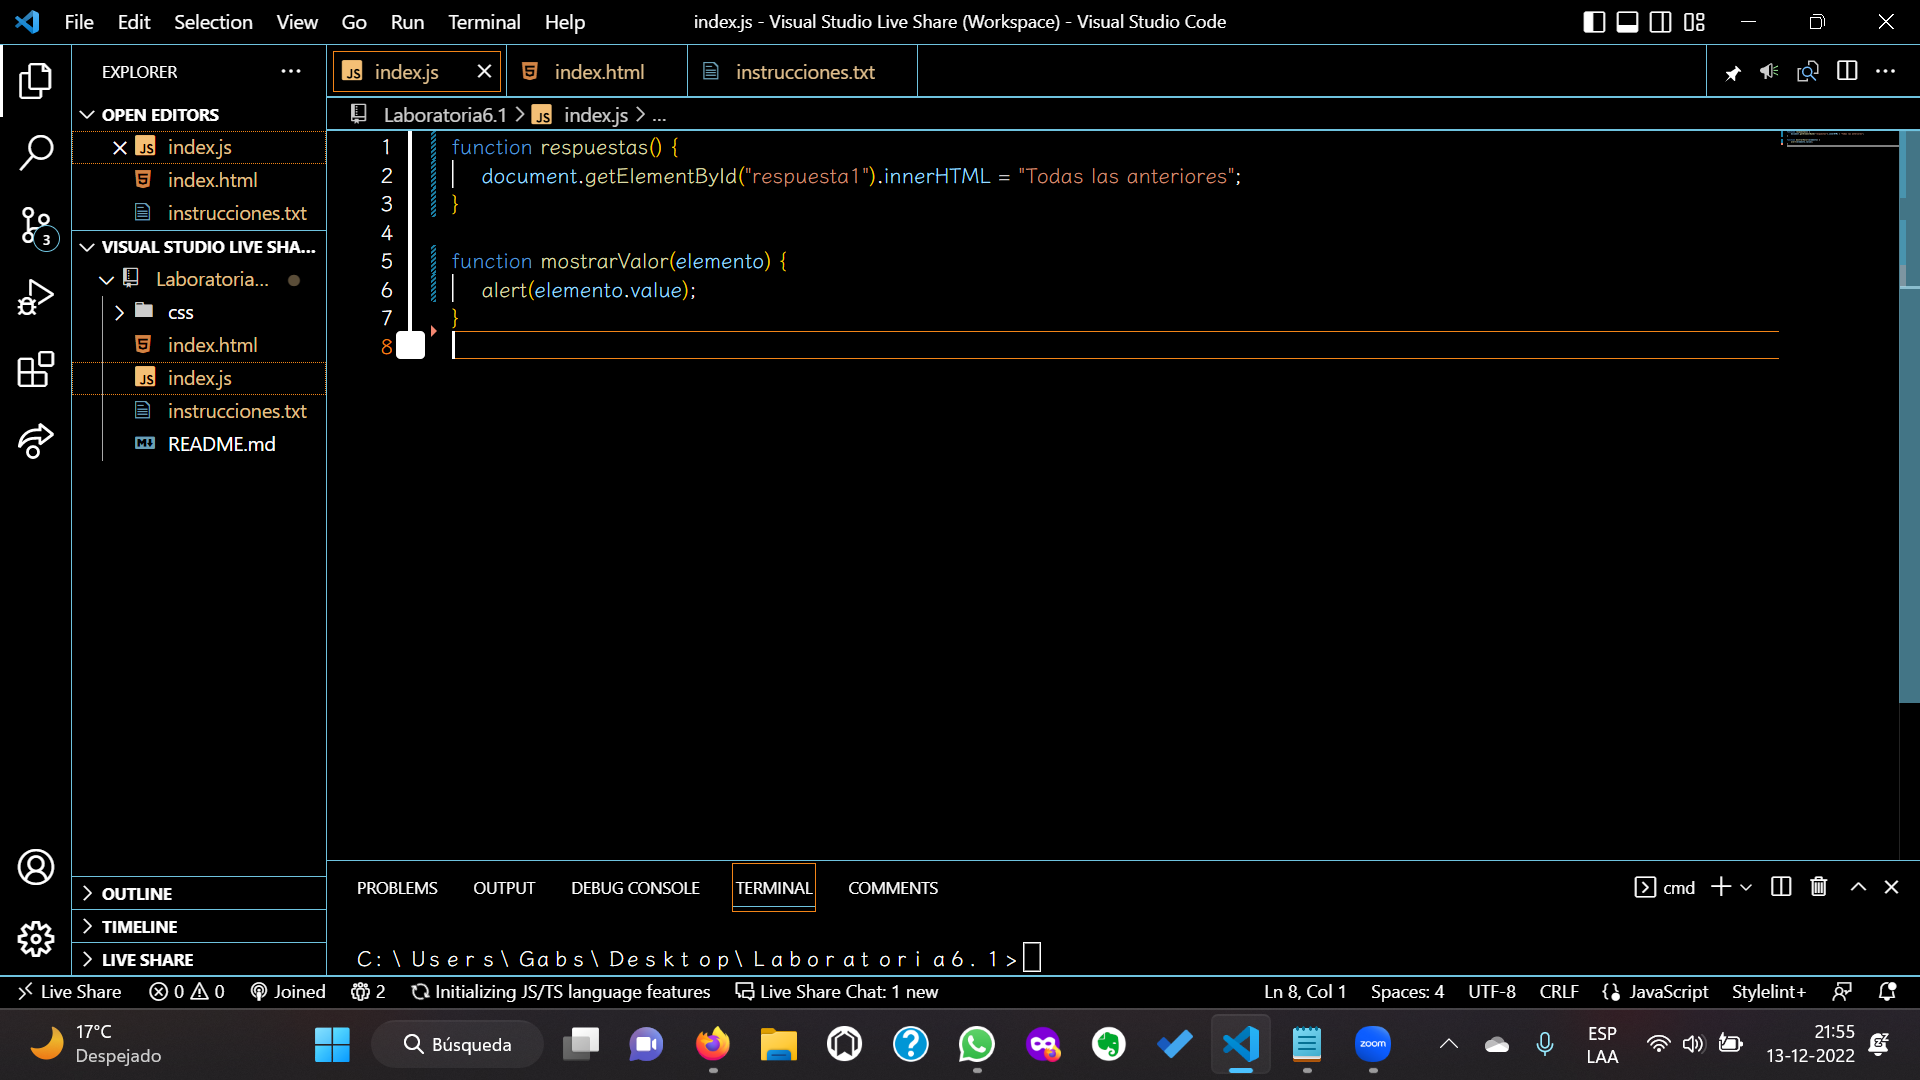 File Edit Selection View Go Run Terminal Help
index.js - Visual Studio Live Share (Workspace) - Visual Studio Code
EXPLORER
OPEN EDITORS
index.js
index.html
instrucciones.txt
VISUAL STUDIO LIVE SHA...
Laboratoria...
css
index.html
index.js
instrucciones.txt
README.md
OUTLINE
TIMELINE
LIVE SHARE
3
index.js index.html instrucciones.txt
Laboratoria6.1 > index.js > ...
1 function respuestas() {
2 document.getElementById("respuesta1").innerHTML = "Todas las anteriores";
3 }
4
5 function mostrarValor(elemento) {
6 alert(elemento.value);
7 }
8
PROBLEMS OUTPUT DEBUG CONSOLE TERMINAL COMMENTS
cmd
C:\Users\Gabs\Desktop\Laboratoria6.1>
Live Share 0 0 Joined 2 Initializing JS/TS language features Live Share Chat: 1 new
Ln 8, Col 1 Spaces: 4 UTF-8 CRLF JavaScript Stylelint+
17°C
Despejado
Búsqueda
zoom
ESP
LAA
21:55
13-12-2022